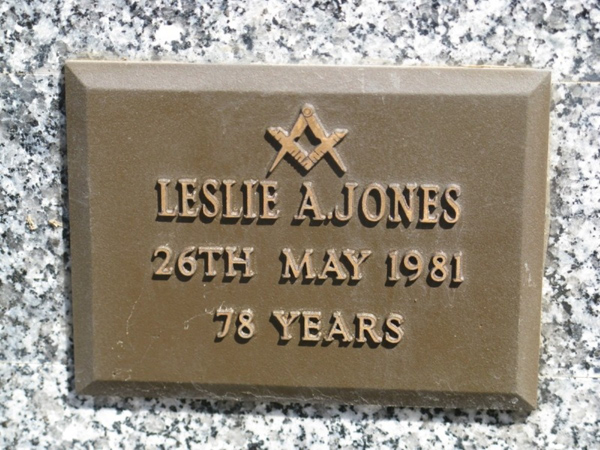 LESLIE A. JONES
26TH MAY 1981
78 YEARS